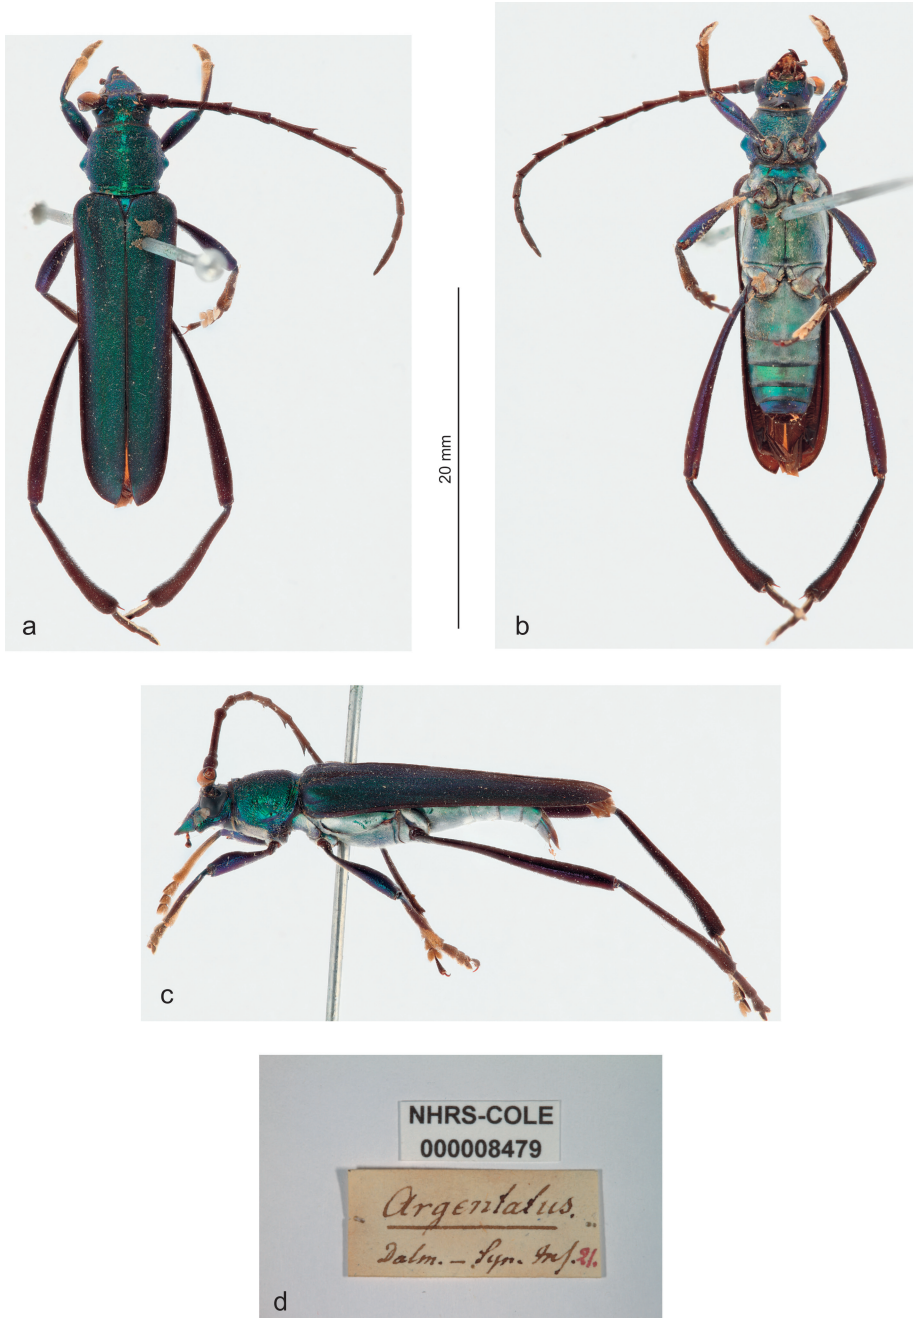 a
20 mm
b
c
NHRS-COLE
000008479
Argentatus.
Dalm. – Syn. Ins. 21.
d